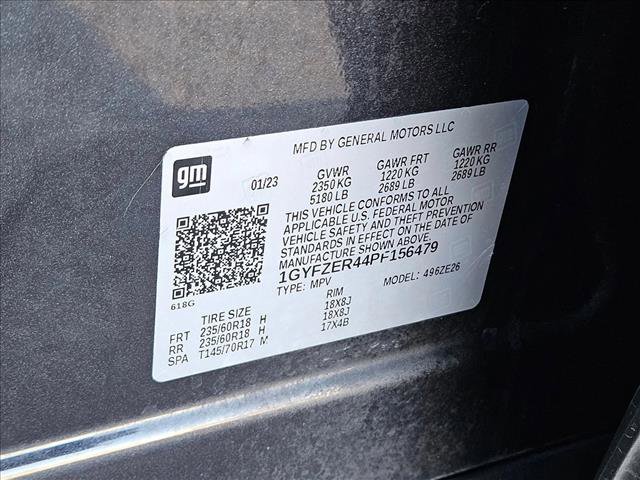 MFD BY GENERAL MOTORS LLC
gm
01/23
GVWR GAWR FRT GAWR RR
2350 KG 1220 KG 1220 KG
5180 LB 2689 LB 2689 LB
THIS VEHICLE CONFORMS TO ALL
APPLICABLE U.S. FEDERAL MOTOR
VEHICLE SAFETY AND THEFT PREVENTION
STANDARDS IN EFFECT ON THE DATE OF
MANUFACTURE SHOWN ABOVE.
1GYFZER44PF156479
TYPE: MPV MODEL: 496ZE26
618G
TIRE SIZE RIM
FRT 235/60R18 H 18X8J
RR 235/60R18 H 18X8J
SPA T145/70R17 M 17X4B